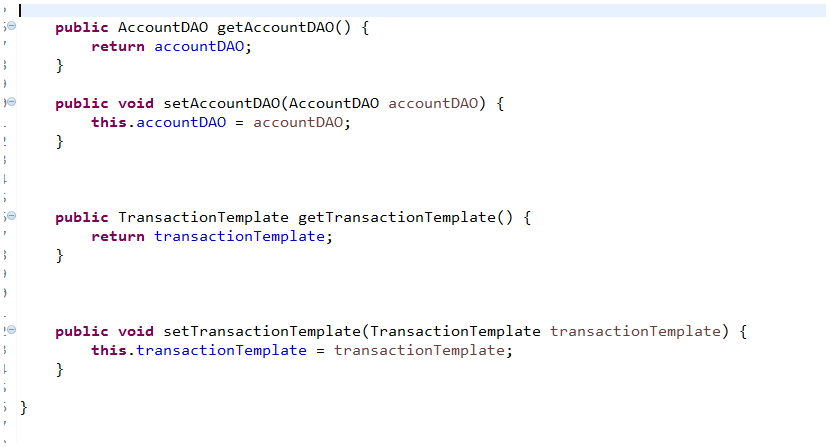 public AccountDAO getAccountDAO() {
return accountDAO;
}
public void setAccountDAO(AccountDAO accountDAO) {
this.accountDAO = accountDAO;
}
public TransactionTemplate getTransactionTemplate() {
return transactionTemplate;
}
public void setTransactionTemplate(TransactionTemplate transactionTemplate) {
this.transactionTemplate = transactionTemplate;
}
}